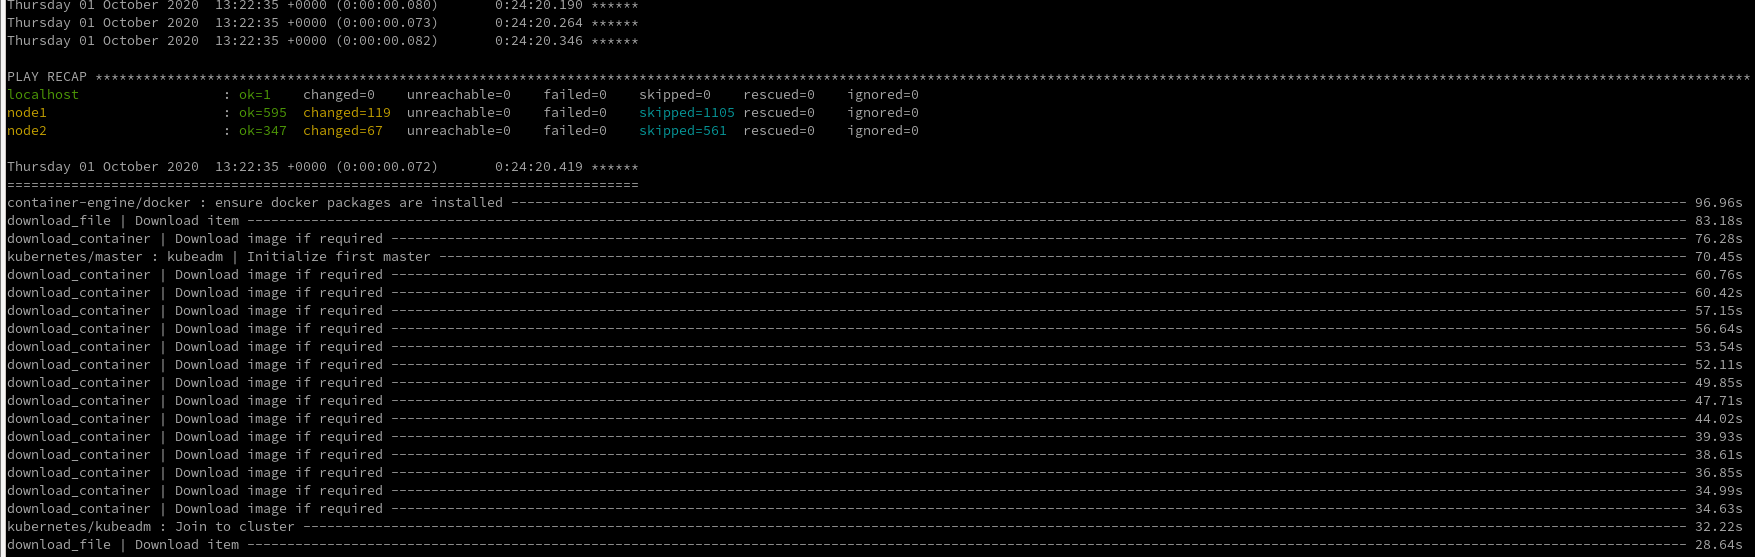 Thursday 01 October 2020  13:22:35 +0000 (0:00:00.080)       0:24:20.190 ******
Thursday 01 October 2020  13:22:35 +0000 (0:00:00.073)       0:24:20.264 ******
Thursday 01 October 2020  13:22:35 +0000 (0:00:00.082)       0:24:20.346 ******
PLAY RECAP ***************************************************************************************************************
localhost                  : ok=1    changed=0    unreachable=0    failed=0    skipped=0    rescued=0    ignored=0
node1                      : ok=595  changed=119  unreachable=0    failed=0    skipped=1105 rescued=0    ignored=0
node2                      : ok=347  changed=67   unreachable=0    failed=0    skipped=561  rescued=0    ignored=0
Thursday 01 October 2020  13:22:35 +0000 (0:00:00.072)       0:24:20.419 ******
===============================================================================
container-engine/docker : ensure docker packages are installed ---------------------------------------- 96.96s
download_file | Download item ---------------------------------------- 83.18s
download_container | Download image if required ---------------------------------------- 76.28s
kubernetes/master : kubeadm | Initialize first master ---------------------------------------- 70.45s
download_container | Download image if required ---------------------------------------- 60.76s
download_container | Download image if required ---------------------------------------- 60.42s
download_container | Download image if required ---------------------------------------- 57.15s
download_container | Download image if required ---------------------------------------- 56.64s
download_container | Download image if required ---------------------------------------- 53.54s
download_container | Download image if required ---------------------------------------- 52.11s
download_container | Download image if required ---------------------------------------- 49.85s
download_container | Download image if required ---------------------------------------- 47.71s
download_container | Download image if required ---------------------------------------- 44.02s
download_container | Download image if required ---------------------------------------- 39.93s
download_container | Download image if required ---------------------------------------- 38.61s
download_container | Download image if required ---------------------------------------- 36.85s
download_container | Download image if required ---------------------------------------- 34.99s
download_container | Download image if required ---------------------------------------- 34.63s
kubernetes/kubeadm : Join to cluster ---------------------------------------- 32.22s
download_file | Download item ---------------------------------------- 28.64s